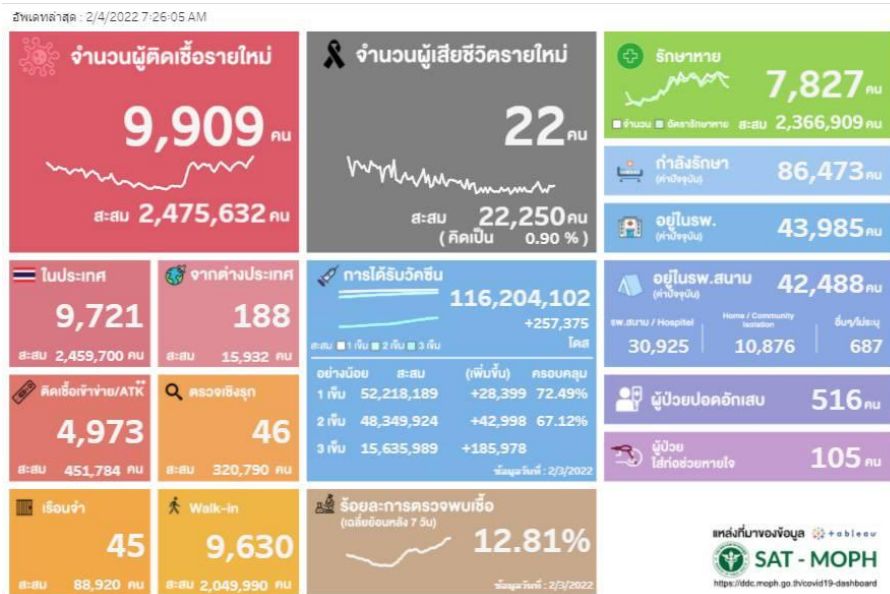 อัพเดทล่าสุด : 2/4/2022 7:26:05 AM
จำนวนผู้ติดเชื้อรายใหม่
9,909 คน
สะสม 2,475,632 คน
จำนวนผู้เสียชีวิตรายใหม่
22 คน
สะสม 22,250 คน
( คิดเป็น 0.90 % )
รักษาหาย
7,827 คน
จำนวน อัตรารักษาหาย สะสม 2,366,909 คน
กำลังรักษา
(ค่าปัจจุบัน)
86,473 คน
อยู่ในรพ.
(ค่าปัจจุบัน)
43,985 คน
ในประเทศ
9,721
สะสม 2,459,700 คน
จากต่างประเทศ
188
สะสม 15,932 คน
การได้รับวัคซีน
116,204,102
+257,375
สะสม 1 เข็ม 2 เข็ม 3 เข็ม โดส
อย่างน้อย สะสม (เพิ่มขึ้น) ครอบคลุม
1 เข็ม 52,218,189 +28,399 72.49%
2 เข็ม 48,349,924 +42,998 67.12%
3 เข็ม 15,635,989 +185,978
ข้อมูลวันที่ : 2/3/2022
อยู่ในรพ.สนาม
(ค่าปัจจุบัน)
42,488 คน
รพ.สนาม / Hospitel Home / Community Isolation อื่นๆ/ไม่ระบุ
30,925 10,876 687
ติดเชื้อเข้าข่าย/ATK**
4,973
สะสม 451,784 คน
ตรวจเชิงรุก
46
สะสม 320,790 คน
ผู้ป่วยปอดอักเสบ 516 คน
ผู้ป่วย
ใส่ท่อช่วยหายใจ
105 คน
เรือนจำ
45
สะสม 88,920 คน
Walk-in
9,630
สะสม 2,049,990 คน
ร้อยละการตรวจพบเชื้อ
(เฉลี่ยย้อนหลัง 7 วัน)
12.81%
ข้อมูลวันที่ : 2/3/2022
แหล่งที่มาของข้อมูล +ableau
SAT - MOPH
https://ddc.moph.go.th/covid19-dashboard